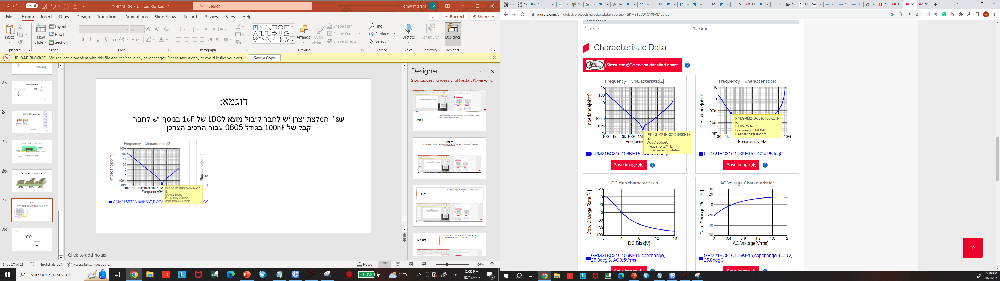 AutoSave On
מבוא לPDN • Upload Blocked
Search
omry mizrahi OM
File Home Insert Draw Design Transitions Animations Slide Show Record Review View Help
Record Share
Paste
New Slide
Layout
Reset
Section
28
Arrange
Quick Styles
Shape Fill
Shape Outline
Shape Effects
Find
Replace
Select
Dictate
Sensitivity
Designer
Clipboard Slides Font Paragraph Drawing Editing Voice Sensitivity Designer
UPLOAD BLOCKED We ran into a problem with this file and can't save any new changes. Please save a copy to avoid losing your work. Save a Copy
23
24
25
26
27
28
דוגמא:
עפ"י המלצת יצרן יש לחבר קיבול מוצא לLDO של 1uF בנוסף יש לחבר
קבל של 100nF בגודל 0805 עבור הרכיב הצרכן
Frequency Characteristic|Z|
Impedance[ohm]
100k
10k
1k
100
10
1
100m
10m
100 1k 10k 100k 1M 10M
Frequency[Hz
P/N:GCM21BR72A104KA37
|Z|
DC0V,25degC
Frequency:20MHz
Impedance:0.02ohm
GCM21BR72A104KA37,DC0V
Resistance[ohm]
10
1
Designer
Stop suggesting ideas until I restart PowerPoint.
דוגמא:
דוגמא:
דוגמא:
דוגמא:
Click to add notes
Slide 27 of 28 English (Israel) Accessibility: Investigate Notes 66%
Type here to search
100% 27°C עבר 3:30 PM
10/1/2023
6
murata.com/en-global/products/productdetail?partno=GRM21BC81C106KE15%23
1 piece 17.0mg
Characteristic Data
Sim Surfing (Simsurfing)Go to the detailed chart ?
Frequency Characteristic|Z|
Impedance[ohm]
1k
100
10
1
100m
10m
1m
100 1k 10k 100k 1M
Frequenc
P/N:GRM21BC81C106KE15
|Z|
DC0V,25degC
Frequency:2MHz
Impedance:0.004ohm
GRM21BC81C106KE15,DC0V,25degC
Save image ?
Frequency CharacteristicR
Resistance[ohm]
10
1
100m
10m
1m
100 1k 10G
Frequency[Hz]
P/N:GRM21BC81C106KE15
R
DC0V,25degC
Frequency:0.003MHz
Resistance:0.06ohm
GRM21BC81C106KE15,DC0V,25degC
Save image ?
DC bias characteristics
Cap. Change Rate[%]
20
0
-20
-40
-60
-80
-100
0 4 8 12 16
DC Bias[V]
GRM21BC81C106KE15,capchange,
25.0degC, AC0.5Vrms
AC Voltage Characteristics
Cap. Change Rate[%]
30
20
0
-20
-40
-60
0 0.4 0.8 1.2 1.6 2
AC Voltage[Vrms]
GRM21BC81C106KE15,capchange, DC0V,
25.0degC
3:30 PM
10/1/2023